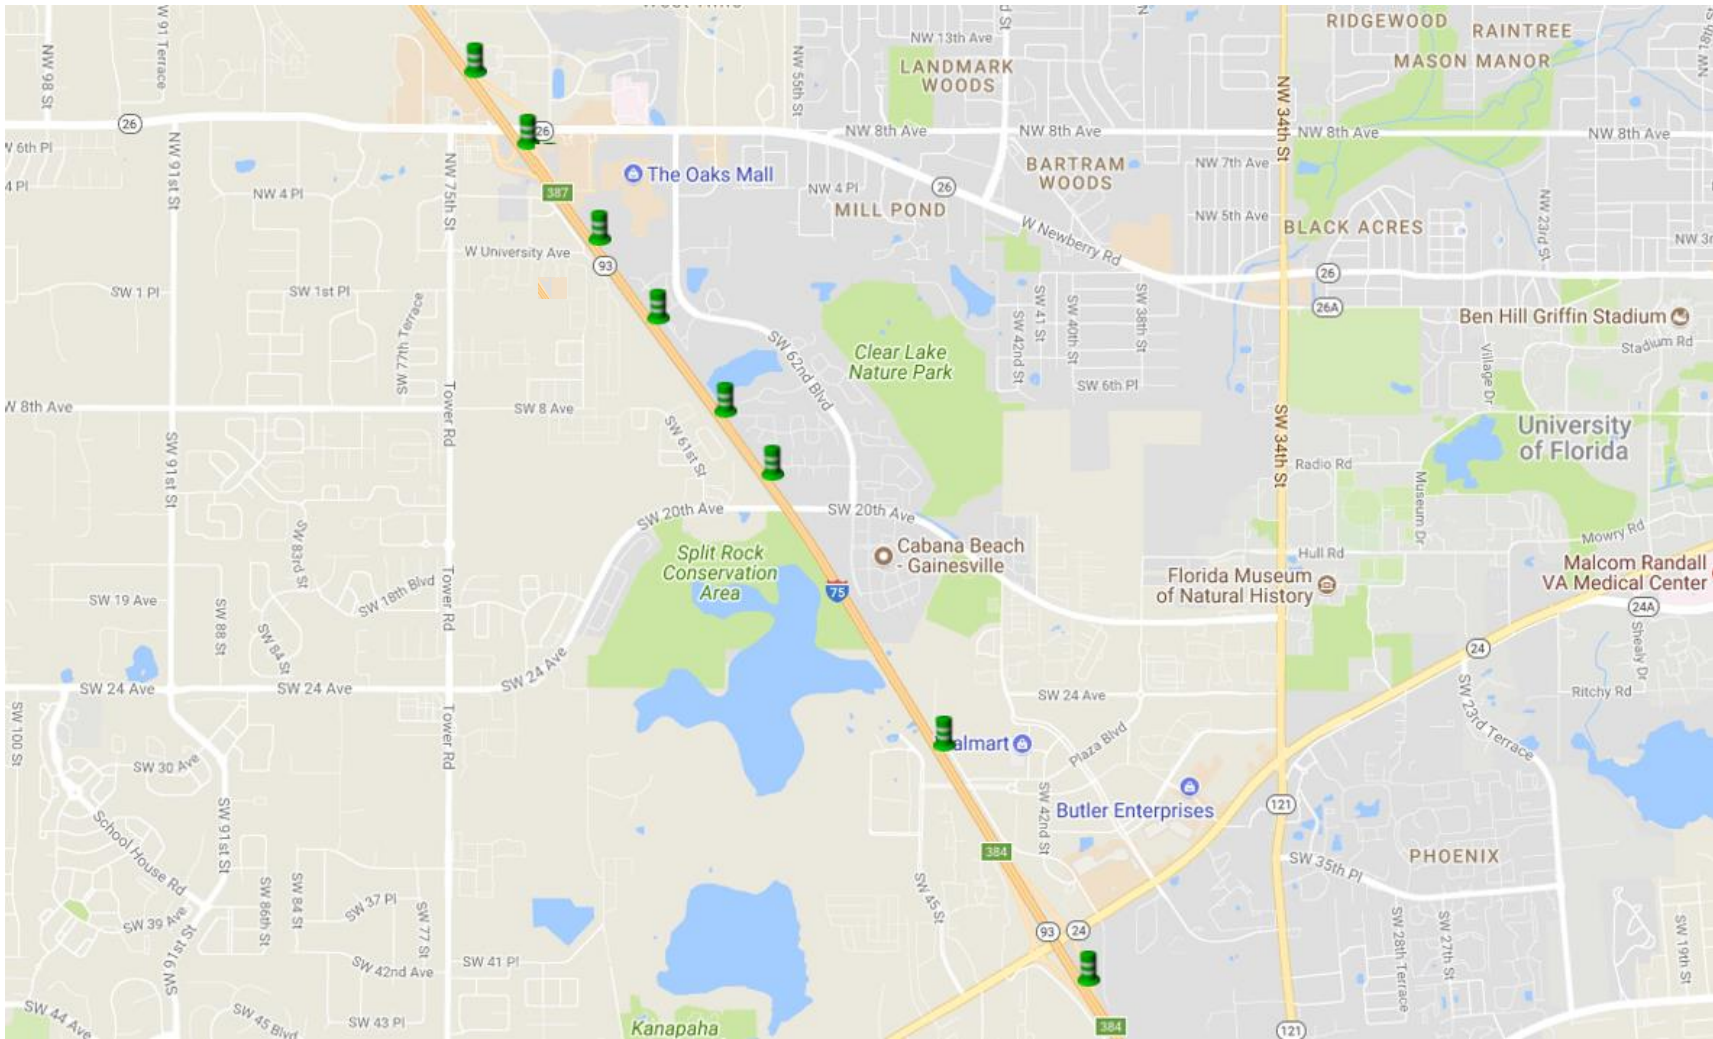 RIDGEWOOD
RAINTREE
MASON MANOR
NW 98 St
91 Terrace
NW 55th St
NW 13th Ave
d St
N
NW 18th
LANDMARK
WOODS
NW 34th St
26
26
NW 8th Ave
NW 8th Ave
NW 8th Ave
NW 8th Ave
W 6th Pl
4 Pl
NW 91st St
NW 75th St
NW 4 Pl
387
The Oaks Mall
NW 4 Pl
26
MILL POND
BARTRAM
WOODS
NW 7th Ave
NW 5th Ave
NW 23rd St
BLACK ACRES
W Newberry Rd
W University Ave
93
26
26A
SW 1 Pl
SW 1st Pl
SW 77th Terrace
SW 62nd Blvd
SW 41 St
SW 42nd St
SW 40th St
SW 38th St
SW 6th Pl
Clear Lake
Nature Park
Ben Hill Griffin Stadium
Stadium Rd
Village Dr
W 8th Ave
SW 8 Ave
Tower Rd
SW 61st St
SW 34th St
SW 91st St
University
of Florida
Radio Rd
Museum Dr
Mowry Rd
SW 20th Ave
SW 20th Ave
SW 83rd St
Split Rock
Conservation
Area
Cabana Beach
- Gainesville
Hull Rd
Florida Museum
of Natural History
Malcom Randall
VA Medical Center
24A
75
SW 19 Ave
SW 18th Blvd
Tower Rd
SW 88 St
SW 84 St
Shealy Dr
24
SW 24 Ave
SW 24 Ave
SW 24 Ave
SW 24 Ave
SW 23rd Terrace
Ritchy Rd
SW 100 St
Tower Rd
SW 30 Ave
almart
Plaza Blvd
SW 42nd St
Butler Enterprises
121
School House Rd
SW 91st St
384
SW 35th Pl
PHOENIX
SW 45 St
SW 86th St
SW 84 St
SW 37 Pl
SW 39 Ave
SW 77 St
SW 91st St
93
24
SW 28th Terrace
SW 27th St
SW 19th St
SW 42nd Ave
SW 41 Pl
SW 44 Ave
SW 45 Blvd
SW 43 Pl
Kanapaha
384
121